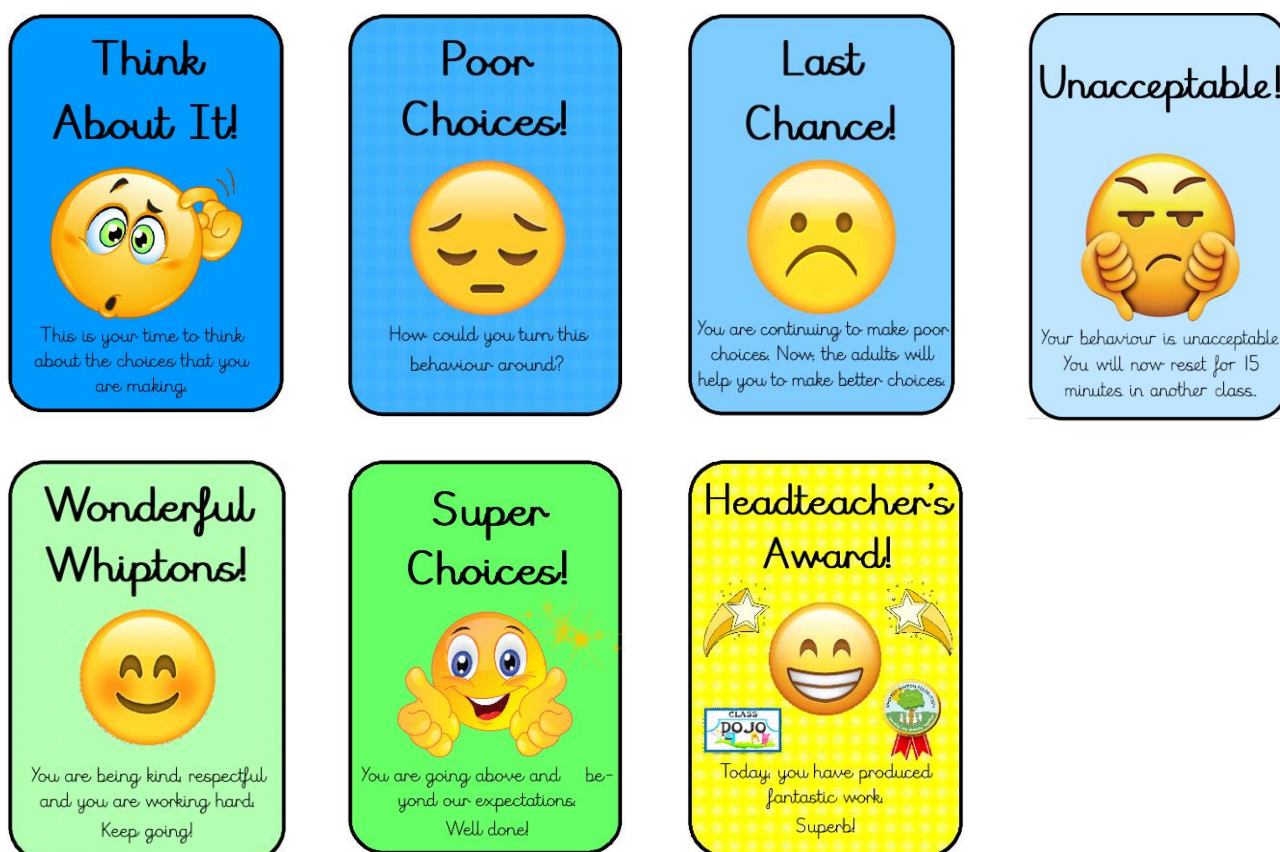 Think
About It!
This is your time to think
about the choices that you
are making.
Poor
Choices!
How could you turn this
behaviour around?
Last
Chance!
You are continuing to make poor
choices. Now, the adults will
help you to make better choices.
Unacceptable!
Your behaviour is unacceptable
You will now reset for 15
minutes in another class.
Wonderful
Whiptons!
You are being kind, respectful
and you are working hard.
Keep going!
Super
Choices!
You are going above and be-
yond our expectations.
Well done!
Headteacher's
Award!
CLASS
DOJO
Today, you have produced
fantastic work.
Superb!